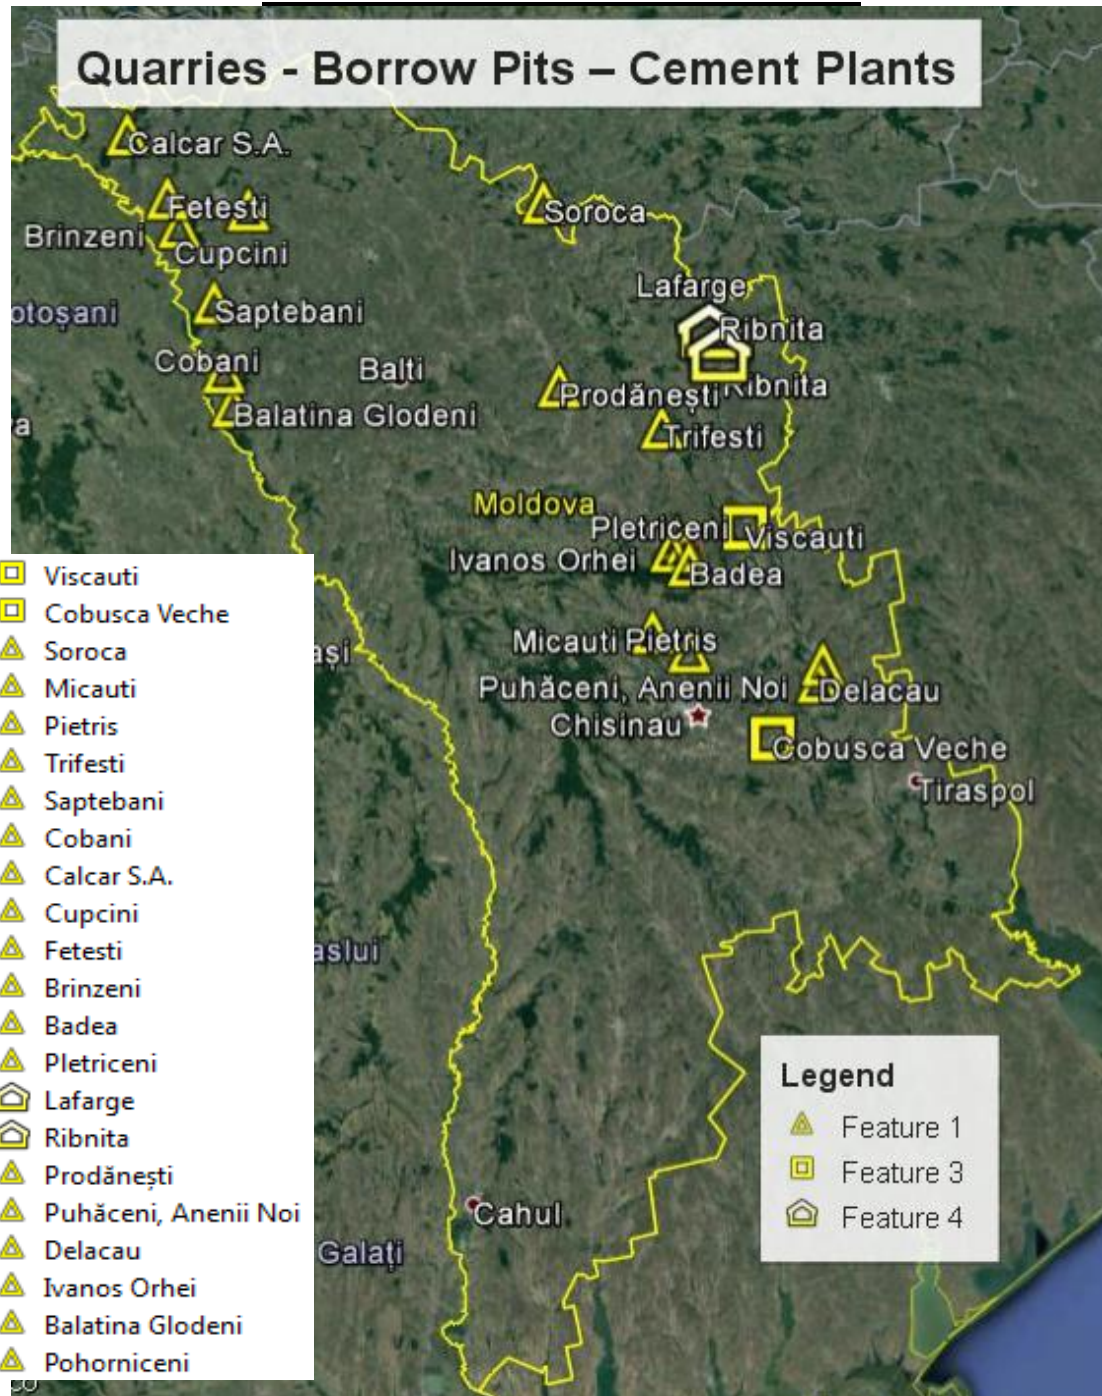 Quarries - Borrow Pits – Cement Plants
Calcar S.A.
Fetesti
Soroca
Brinzeni
Cupcini
Lafarge
otoșani
Saptebani
Ribnita
Cobani
Balti
Ribnita
Prodănești
Balatina Glodeni
Trifesti
Moldova
Pletriceni
Viscauti
Ivanos Orhei
Badea
Micauti
Pietris
Puhăceni, Anenii Noi
Delacau
Chisinau
Cobusca Veche
Tiraspol
Cahul
Galați
Viscauti
Cobusca Veche
Soroca
Micauti
Pietris
Trifesti
Saptebani
Cobani
Calcar S.A.
Cupcini
Fetesti
Brinzeni
Badea
Pletriceni
Lafarge
Ribnita
Prodănești
Puhăceni, Anenii Noi
Delacau
Ivanos Orhei
Balatina Glodeni
Pohorniceni
ași
aslui
Legend
Feature 1
Feature 3
Feature 4